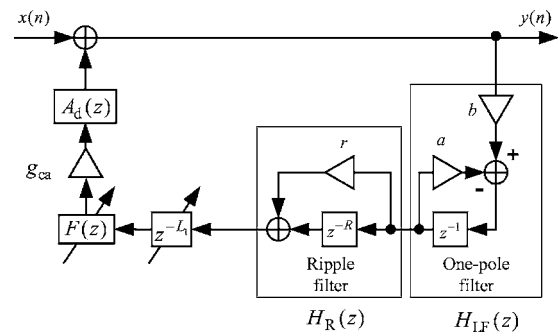 x(n)
y(n)
A_d(z)
b
r
a
+
-
g_ca
F(z)
z^{-L_1}
z^{-R}
z^{-1}
Ripple
filter
One-pole
filter
H_R(z)
H_LF(z)